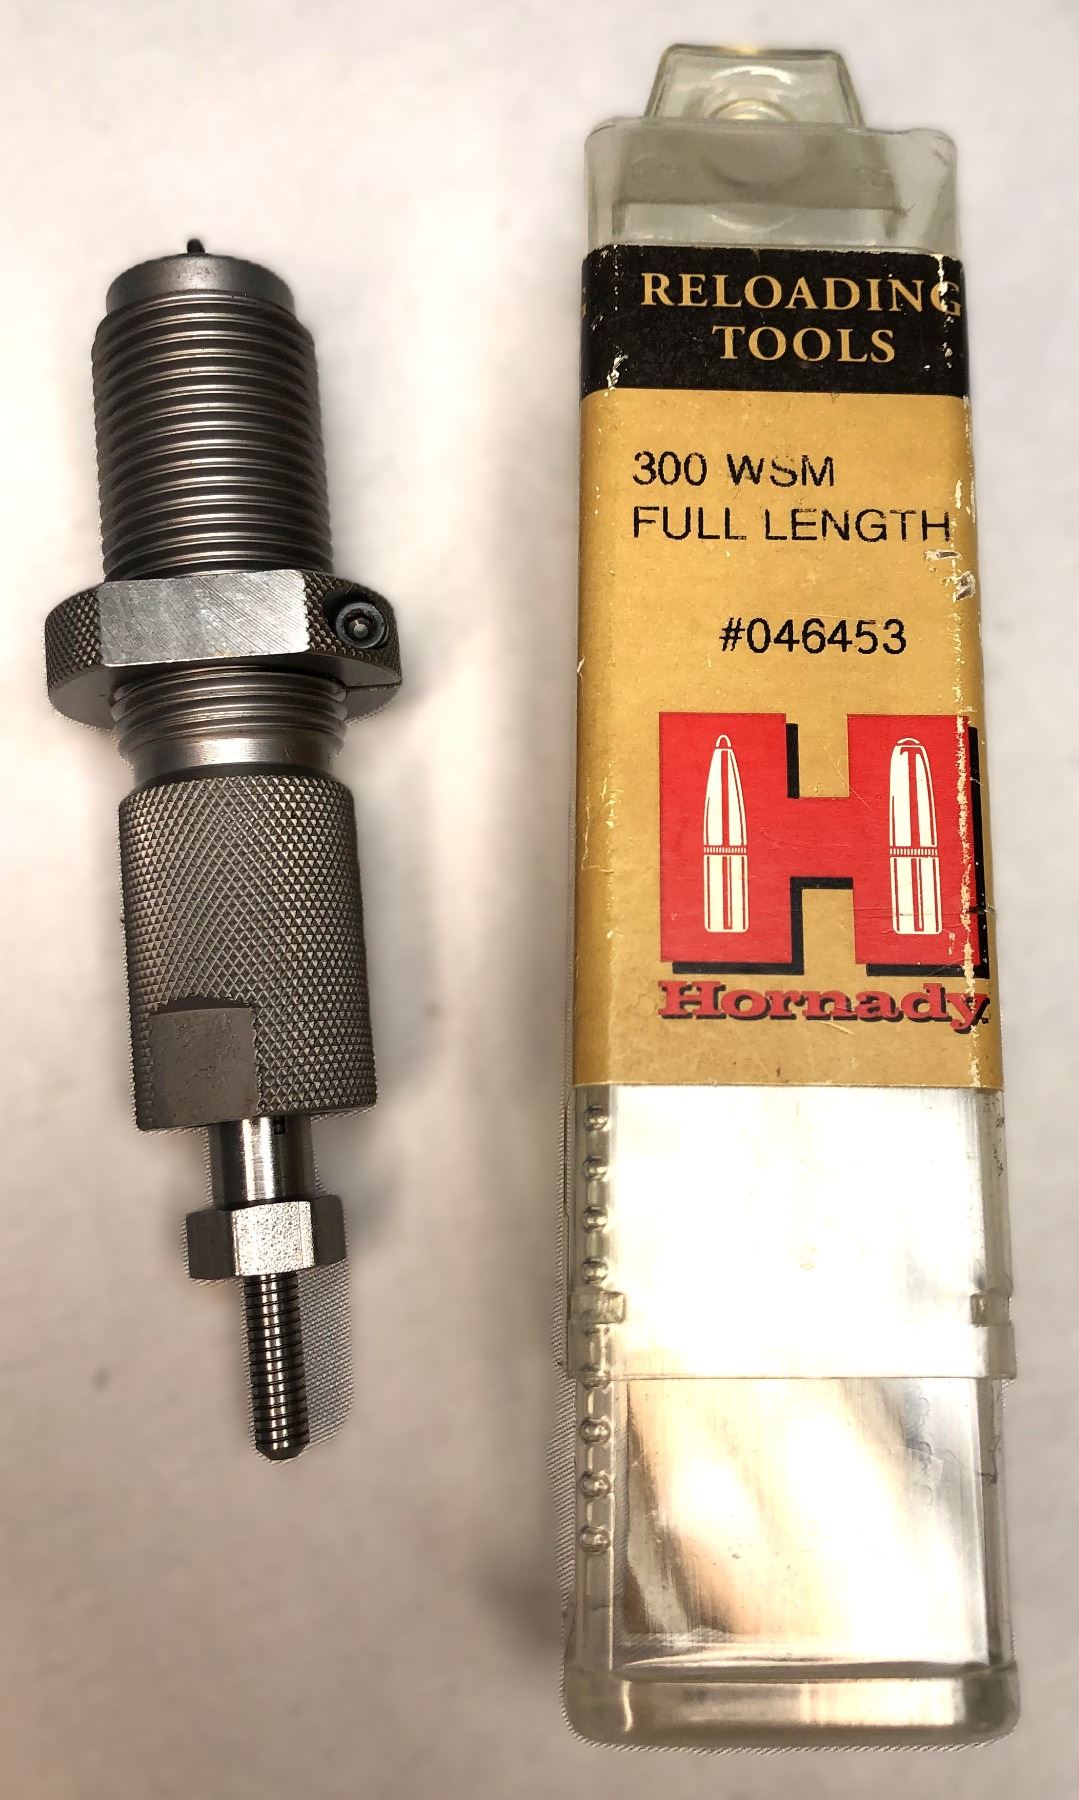 RELOADING
TOOLS
300 WSM
FULL LENGTH
#046453
Hornady